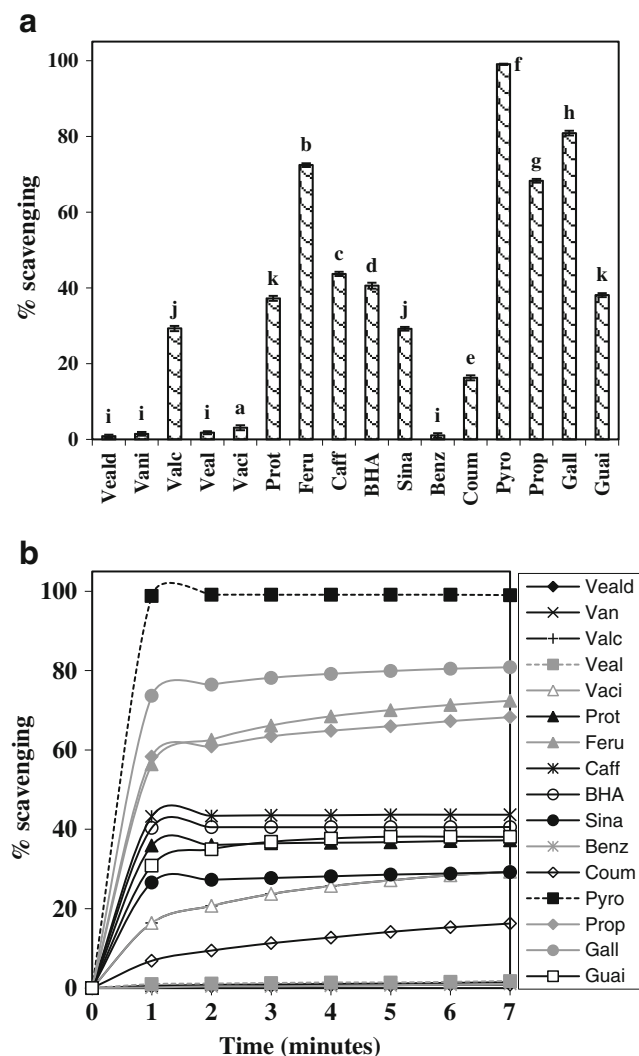 a
100
80
60
40
20
0
% scavenging
i
i
j
i
a
k
b
c
d
j
i
e
f
g
h
k
Veald
Vani
Valc
Veal
Vaci
Prot
Feru
Caff
BHA
Sina
Benz
Coum
Pyro
Prop
Gall
Guai
b
100
80
60
40
20
0
% scavenging
0 1 2 3 4 5 6 7
Time (minutes)
Veald
Van
Valc
Veal
Vaci
Prot
Feru
Caff
BHA
Sina
Benz
Coum
Pyro
Prop
Gall
Guai